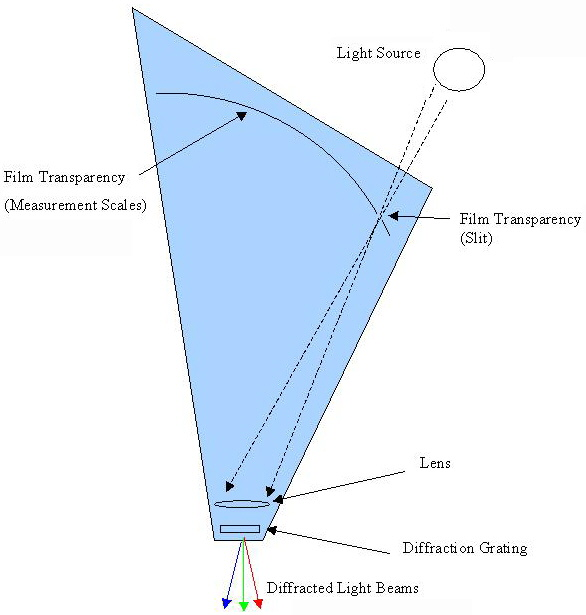 Light Source
Film Transparency
(Measurement Scales)
Film Transparency
(Slit)
Lens
Diffraction Grating
Diffracted Light Beams